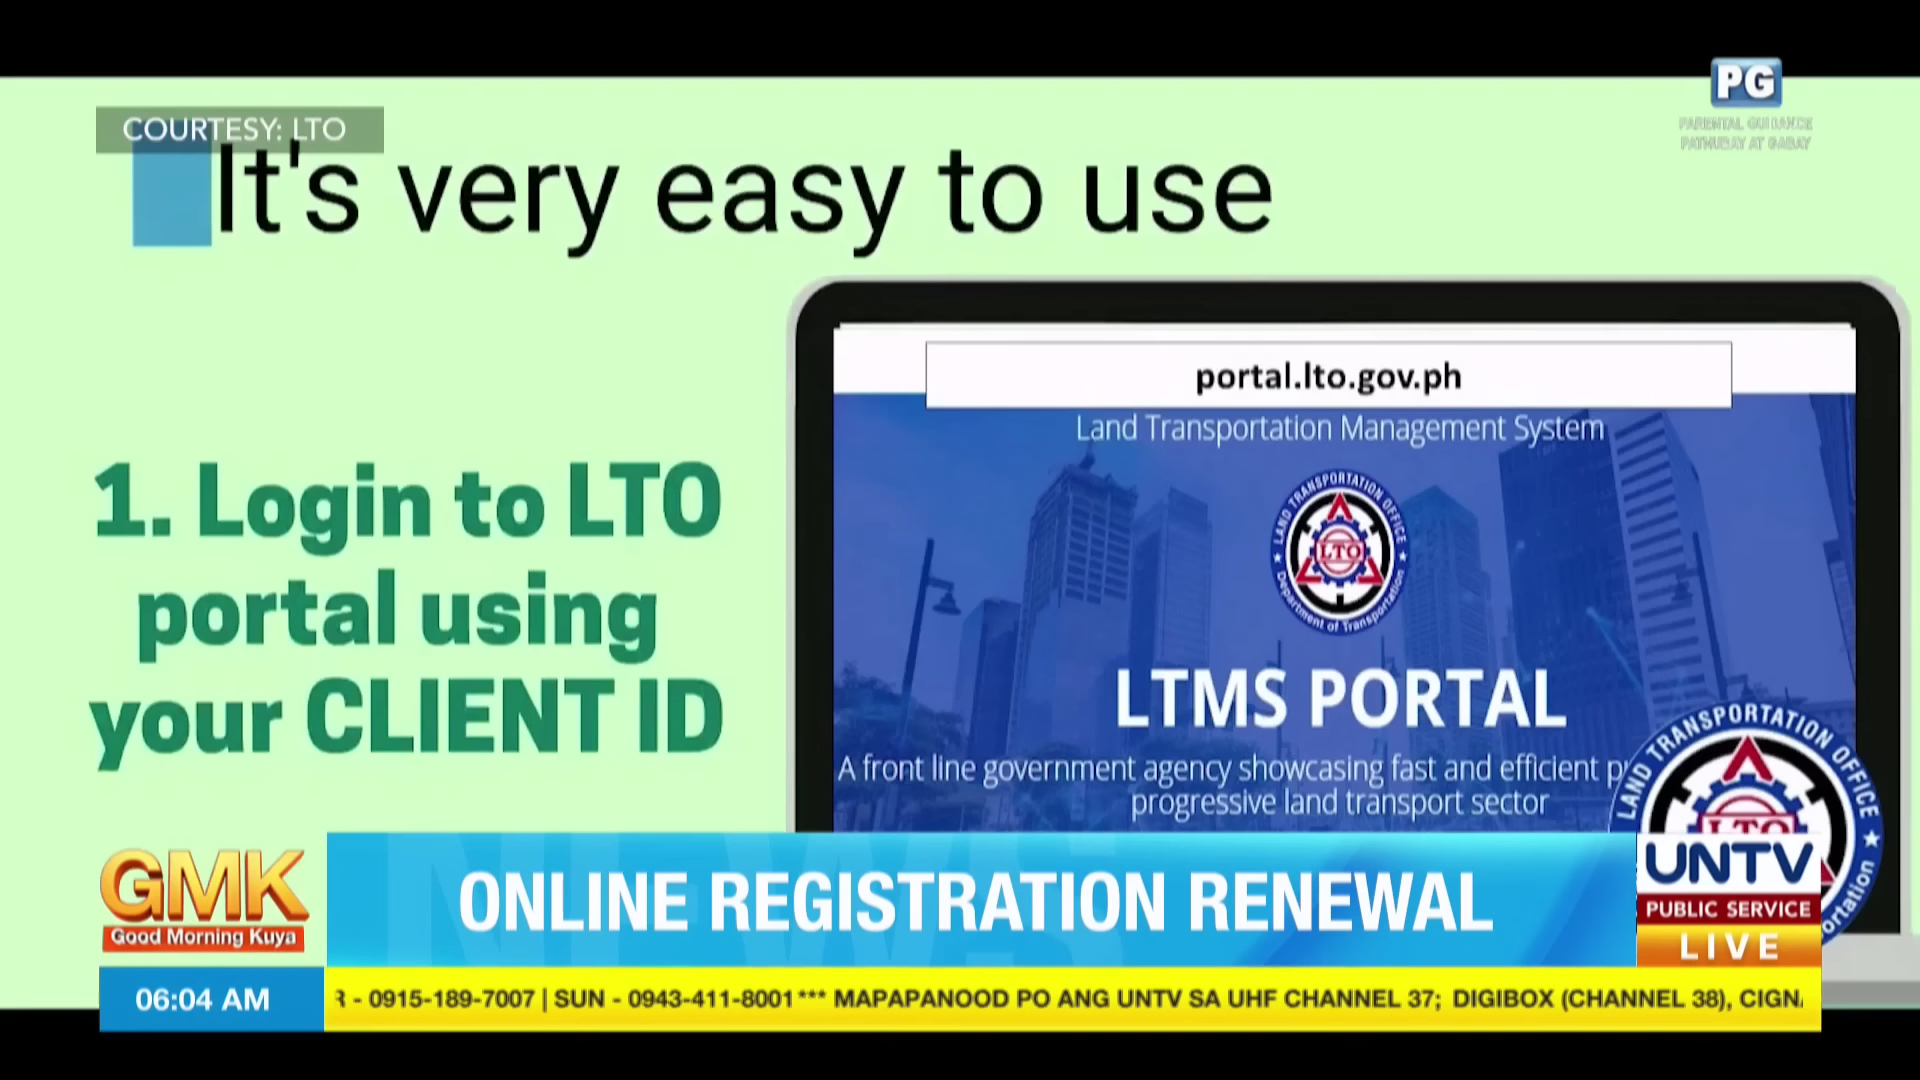 PG
PARENTAL GUIDANCE
PATNUBAY AT GABAY
COURTESY: LTO
It's very easy to use
portal.lto.gov.ph
Land Transportation Management System
LAND TRANSPORTATION OFFICE
LTO
Department of Transportation
1. Login to LTO
portal using
your CLIENT ID
LTMS PORTAL
A front line government agency showcasing fast and efficient
progressive land transport sector
LAND TRANSPORTATION OFFICE
LTO
GMK
Good Morning Kuya
ONLINE REGISTRATION RENEWAL
UNTV
PUBLIC SERVICE
LIVE
06:04 AM
- 0915-189-7007 | SUN - 0943-411-8001 *** MAPAPANOOD PO ANG UNTV SA UHF CHANNEL 37; DIGIBOX (CHANNEL 38),